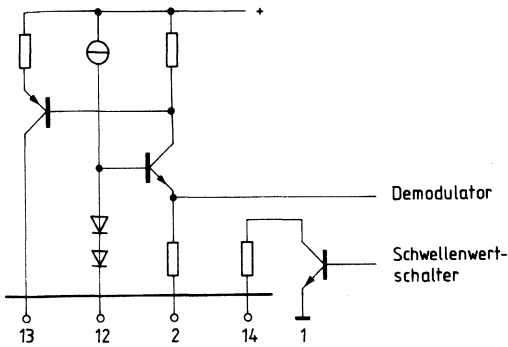 +
Demodulator
Schwellenwert-
schalter
13 12 2 14 1